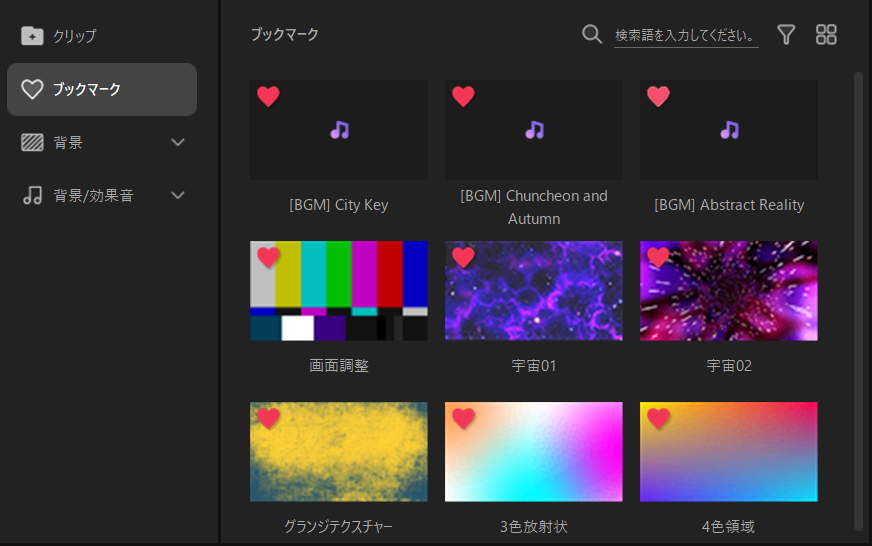 クリップ
ブックマーク
背景
背景/効果音
ブックマーク
検索語を入力してください。
[BGM] City Key
[BGM] Chuncheon and
Autumn
[BGM] Abstract Reality
画面調整
宇宙01
宇宙02
グランジテクスチャー
3色放射状
4色領域